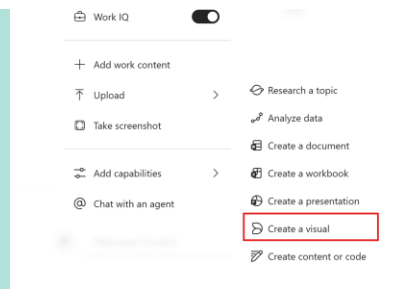 Work IQ
Add work content
Upload
Take screenshot
Add capabilities
Chat with an agent
Research a topic
Analyze data
Create a document
Create a workbook
Create a presentation
Create a visual
Create content or code